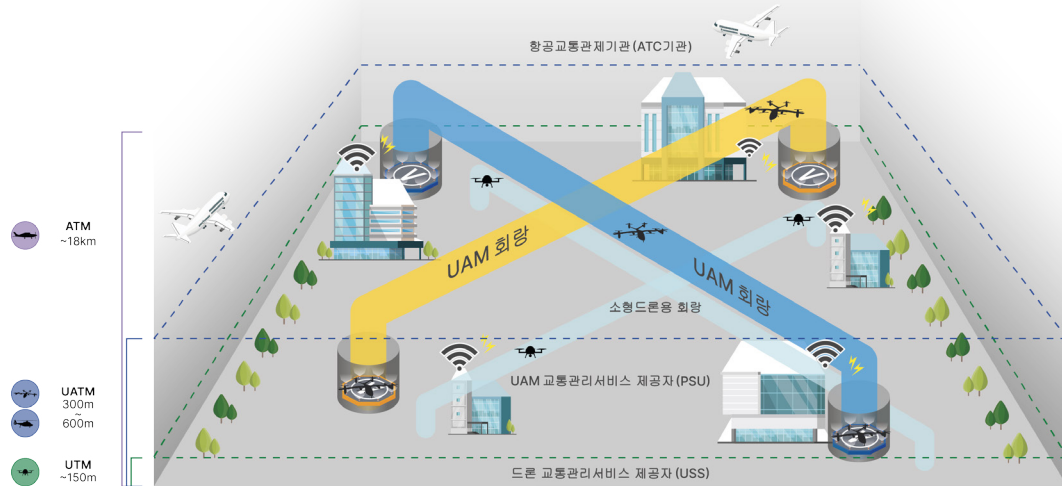 항공교통관제기관(ATC기관)
ATM
~18km
UAM 회랑
UAM 회랑
소형드론용 회랑
UAM 교통관리서비스 제공자(PSU)
UATM
300m
~
600m
UTM
~150m
드론 교통관리서비스 제공자(USS)